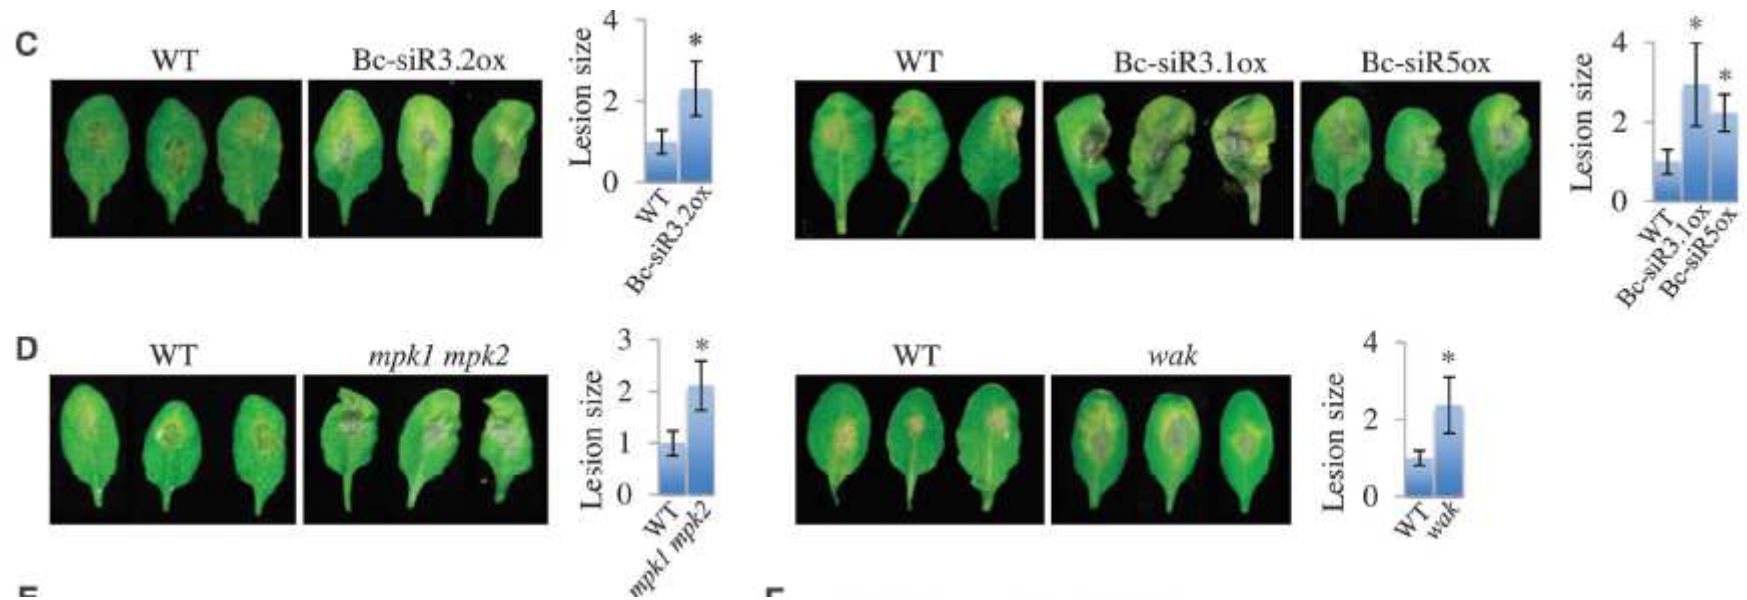 C
WT
Bc-siR3.2ox
Lesion size
4
2
0
*
WT
Bc-siR3.2ox
WT
Bc-siR3.1ox
Bc-siR5ox
Lesion size
4
2
0
*
*
WT
Bc-siR3.1ox
Bc-siR5ox
D
WT
mpk1 mpk2
Lesion size
3
2
1
0
*
WT
mpk1 mpk2
WT
wak
Lesion size
4
2
0
*
WT
wak